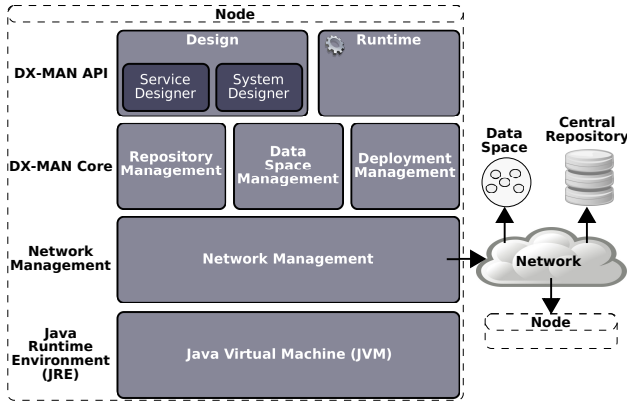 Node
DX-MAN API
Design
Service
Designer
System
Designer
Runtime
DX-MAN Core
Repository
Management
Data
Space
Management
Deployment
Management
Network
Management
Network Management
Java
Runtime
Environment
(JRE)
Java Virtual Machine (JVM)
Data
Space
Central
Repository
Network
Node